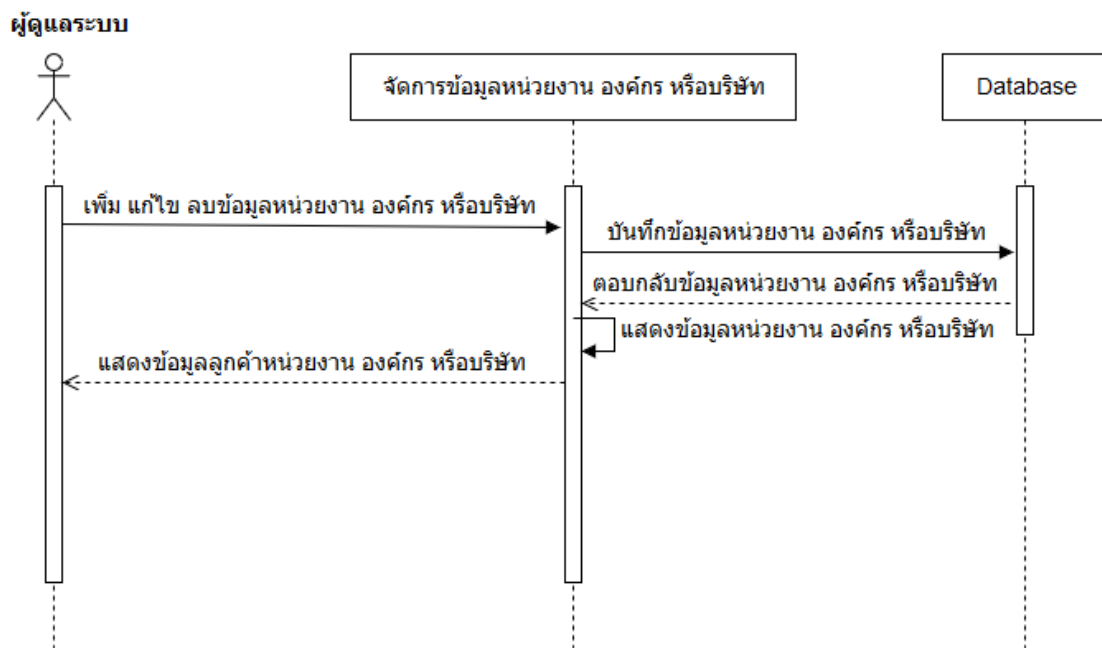 ผู้ดูแลระบบ
จัดการข้อมูลหน่วยงาน องค์กร หรือบริษัท
Database
เพิ่ม แก้ไข ลบข้อมูลหน่วยงาน องค์กร หรือบริษัท
บันทึกข้อมูลหน่วยงาน องค์กร หรือบริษัท
ตอบกลับข้อมูลหน่วยงาน องค์กร หรือบริษัท
แสดงข้อมูลหน่วยงาน องค์กร หรือบริษัท
แสดงข้อมูลลูกค้าหน่วยงาน องค์กร หรือบริษัท